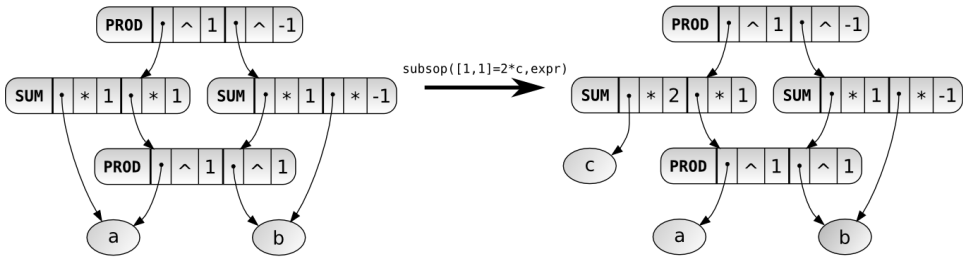 PROD ^ 1 ^ -1
SUM * 1 * 1
SUM * 1 * -1
PROD ^ 1 ^ 1
a
b
subsop([1,1]=2*c,expr)
PROD ^ 1 ^ -1
SUM * 2 * 1
SUM * 1 * -1
c
PROD ^ 1 ^ 1
a
b